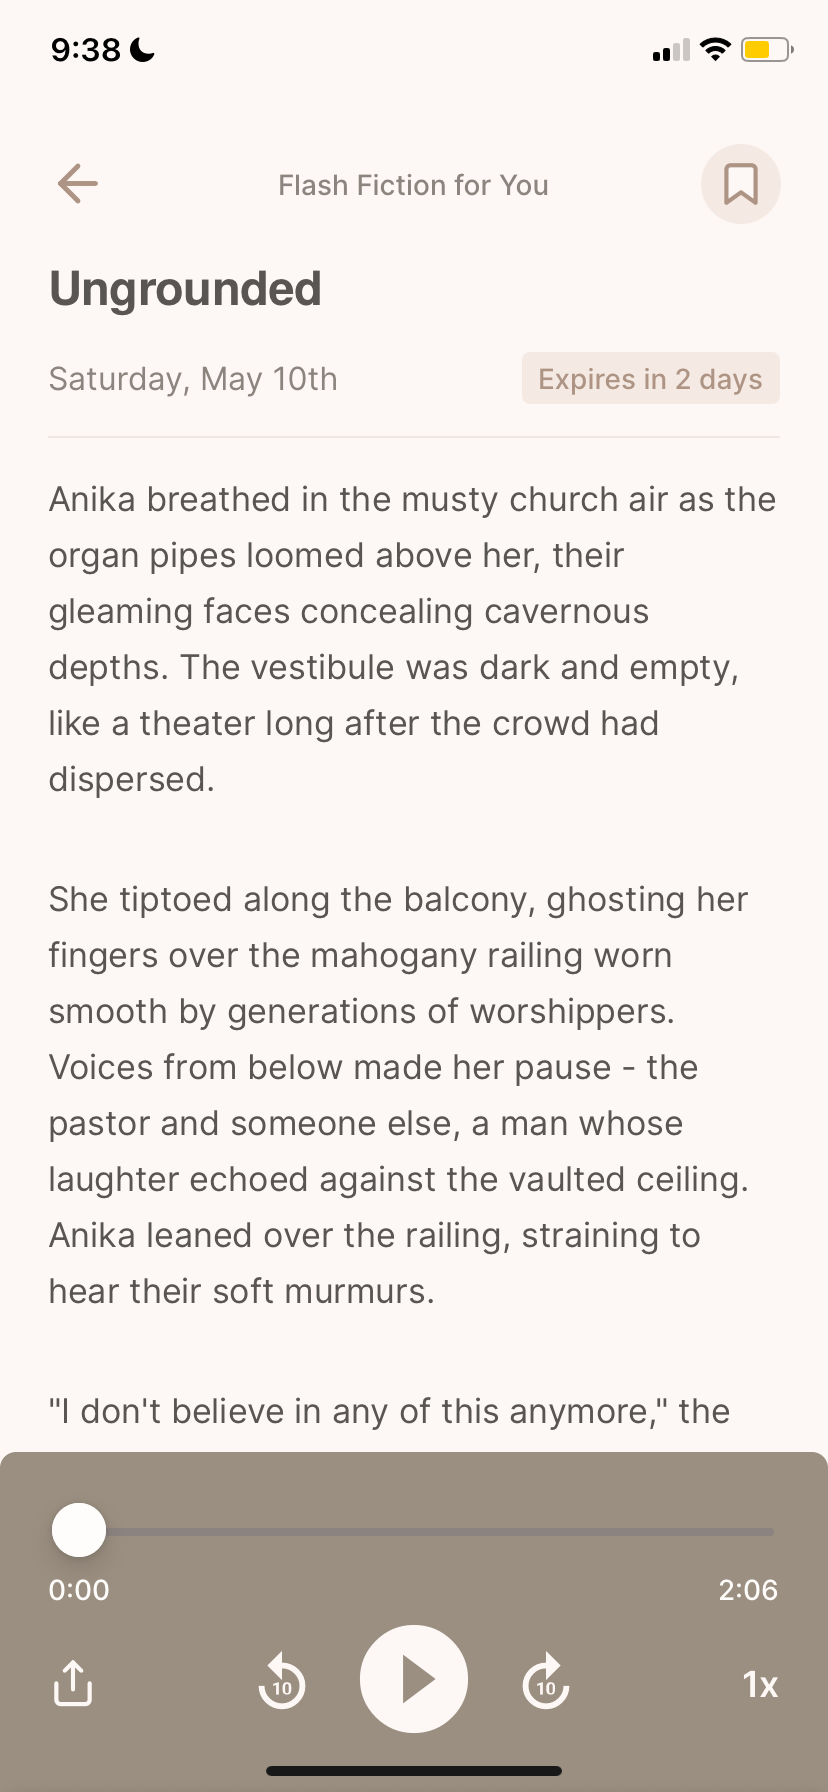 9:38
Flash Fiction for You
Ungrounded
Saturday, May 10th
Expires in 2 days
Anika breathed in the musty church air as the
organ pipes loomed above her, their
gleaming faces concealing cavernous
depths. The vestibule was dark and empty,
like a theater long after the crowd had
dispersed.
She tiptoed along the balcony, ghosting her
fingers over the mahogany railing worn
smooth by generations of worshippers.
Voices from below made her pause - the
pastor and someone else, a man whose
laughter echoed against the vaulted ceiling.
Anika leaned over the railing, straining to
hear their soft murmurs.
"I don't believe in any of this anymore," the
0:00
2:06
10
10
1x